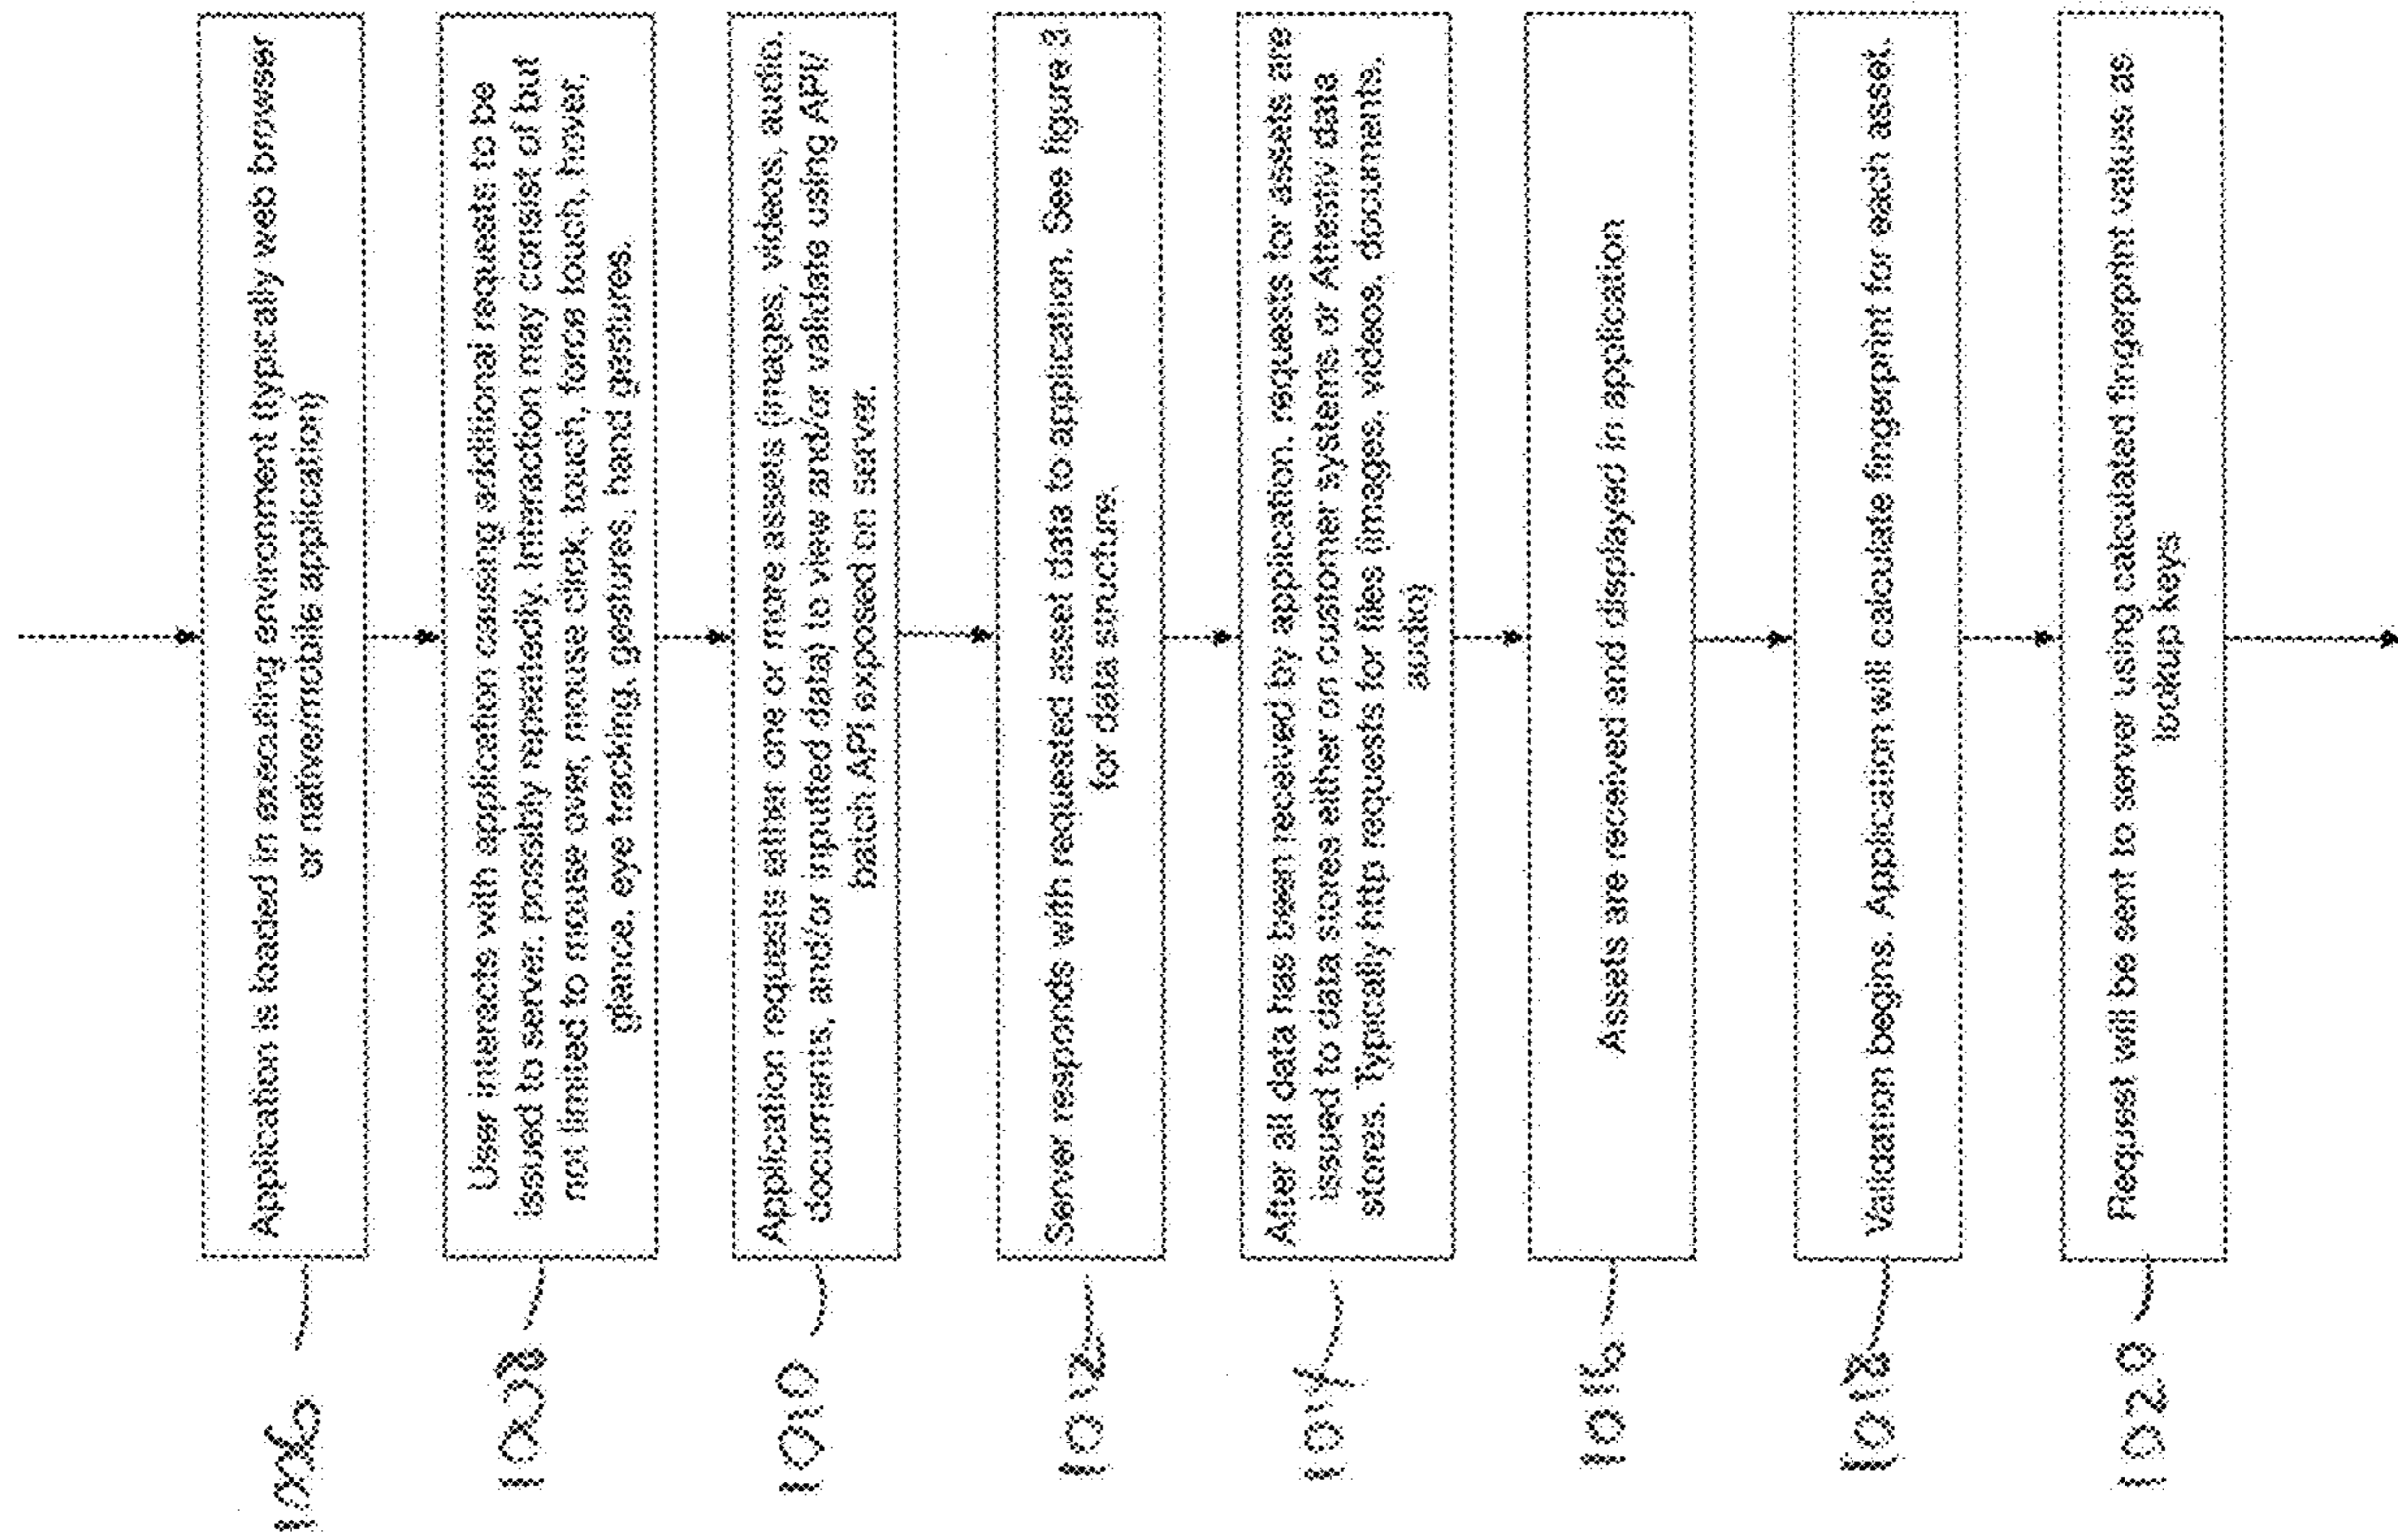 Application is loaded in executing environment (typically web browser
or native/mobile application)
1006
User interacts with application causing additional requests to be
issued to server, possibly repeatedly. Interaction may consist of but
not limited to mouse over, mouse click, touch, force touch, hover,
glance, eye tracking, gestures, hand gestures.
1008
Application requests either one or more assets (images, videos, audio,
documents, and/or inputted data) to view and/or validate using API/
batch API exposed on server.
1010
Server responds with requested asset data to application. See figure 3
for data structure.
1012
After all data has been received by application, requests for assets are
issued to data stores either on customer systems or Attestiv data
stores. Typically http requests for files (images, videos, documents,
audio)
1014
Assets are received and displayed in application
1016
Validation begins. Application will calculate fingerprint for each asset.
1018
Request will be sent to server using calculated fingerprint values as
lookup keys
1020